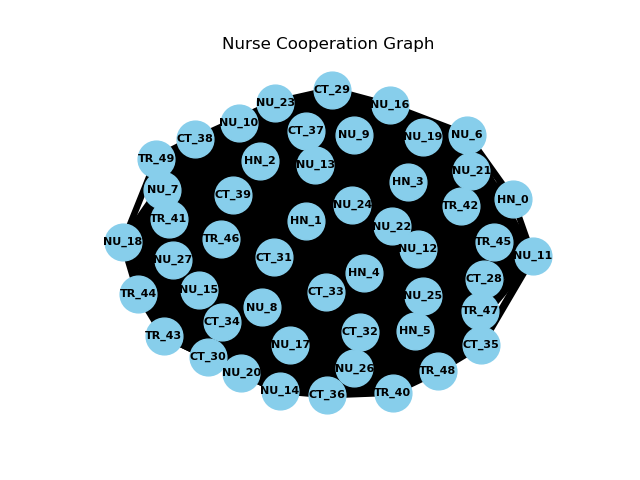 Nurse Cooperation Graph
CT_29
NU_23
NU_16
NU_10
CT_37
NU_9
NU_19
NU_6
CT_38
TR_49
HN_2
NU_13
NU_21
HN_3
NU_7
CT_39
HN_0
NU_24
TR_42
TR_41
HN_1
NU_22
TR_46
NU_18
TR_45
NU_12
NU_27
CT_31
NU_11
HN_4
CT_28
NU_15
CT_33
TR_44
NU_25
NU_8
TR_47
CT_34
HN_5
CT_32
TR_43
NU_17
CT_35
CT_30
NU_26
NU_20
TR_48
NU_14
TR_40
CT_36